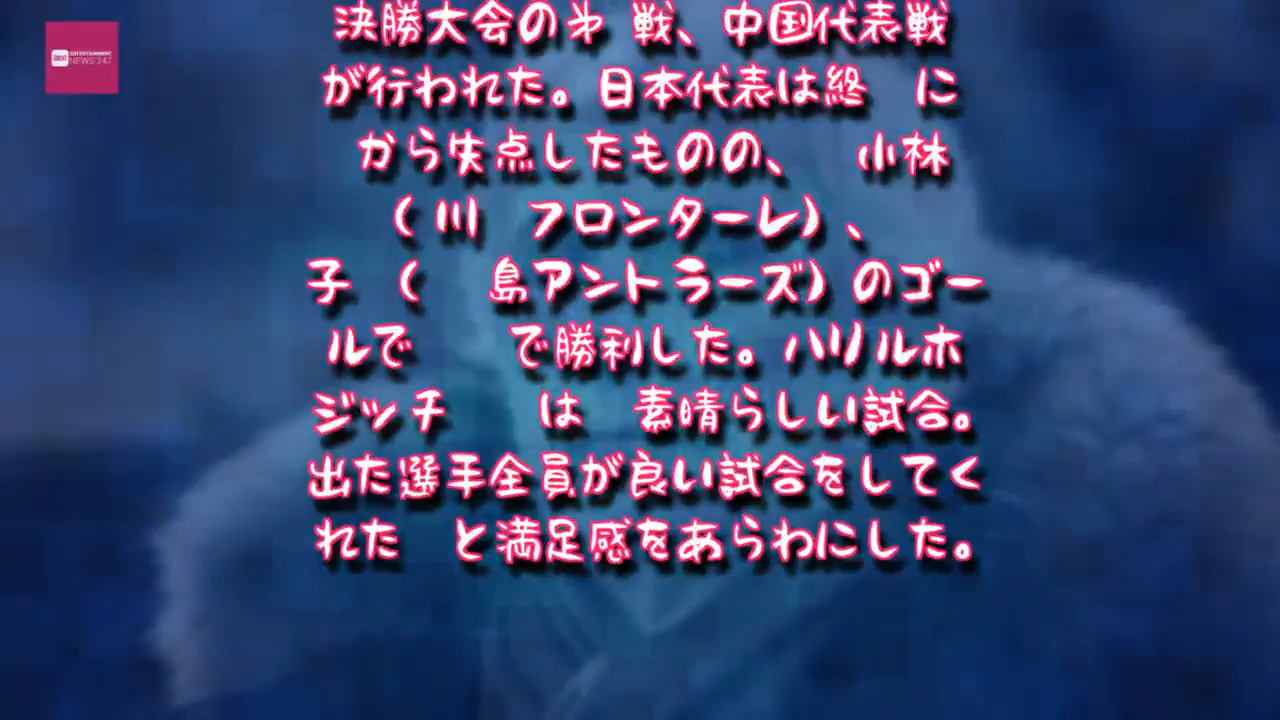 ENTERTAINMENT
NEWS 247
決勝大会の 戦、中国代表戦
が行われた。日本代表は終 に
から失点したものの、 小林
(川 フロンターレ)、
子 ( 島アントラーズ)のゴー
ルで で勝利した。ハリルホ
ジッチ は 素晴らしい試合。
出た選手全員が良い試合をしてく
れた と満足感をあらわにした。